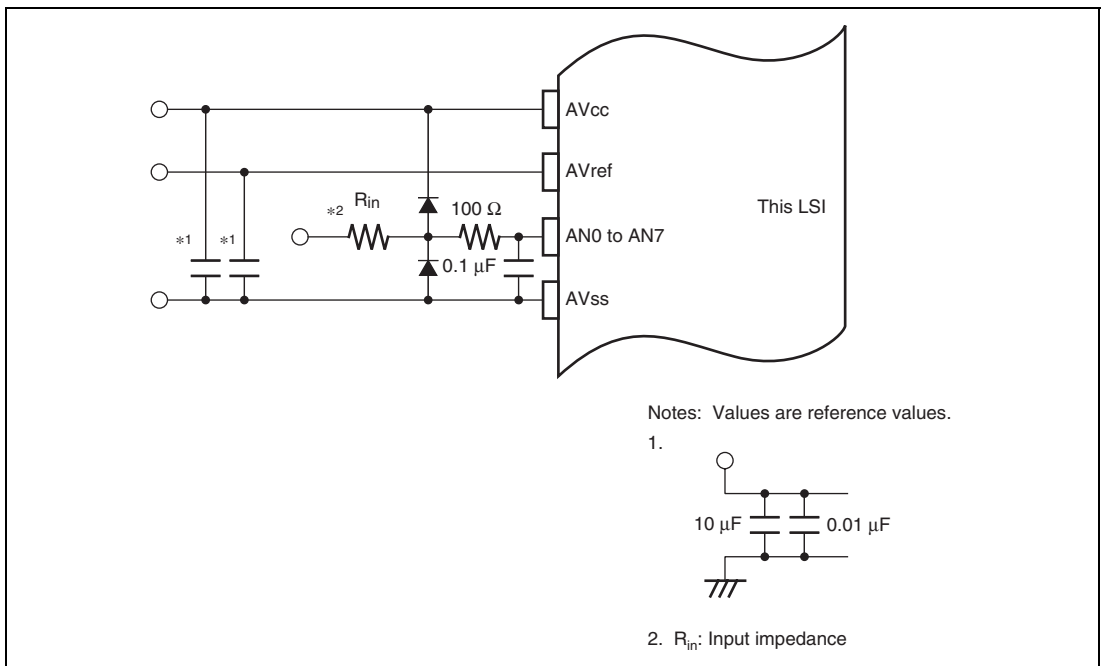 AVcc
AVref
This LSI
*2 Rin 100 Ω
*1 *1
AN0 to AN7
0.1 μF
AVss
Notes: Values are reference values.
1.
10 μF 0.01 μF
2. Rin: Input impedance